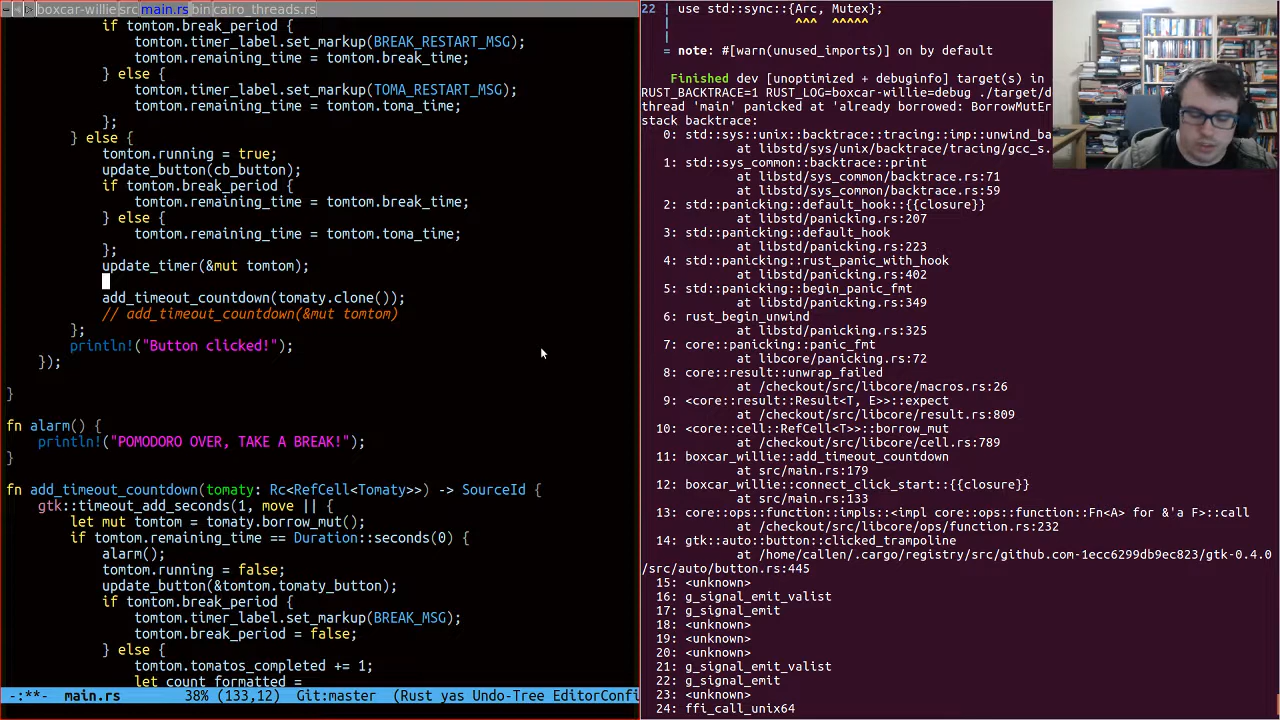 boxcar-willie src main.rs bin cairo_threads.rs
if tomtom.break_period {
tomtom.timer_label.set_markup(BREAK_RESTART_MSG);
tomtom.remaining_time = tomtom.break_time;
} else {
tomtom.timer_label.set_markup(TOMA_RESTART_MSG);
tomtom.remaining_time = tomtom.toma_time;
};
} else {
tomtom.running = true;
update_button(cb_button);
if tomtom.break_period {
tomtom.remaining_time = tomtom.break_time;
} else {
tomtom.remaining_time = tomtom.toma_time;
};
update_timer(&mut tomtom);
add_timeout_countdown(tomaty.clone());
// add_timeout_countdown(&mut tomtom)
};
println!("Button clicked!");
});
}
fn alarm() {
println!("POMODORO OVER, TAKE A BREAK!");
}
fn add_timeout_countdown(tomaty: Rc<RefCell<Tomaty>>) -> SourceId {
gtk::timeout_add_seconds(1, move || {
let mut tomtom = tomaty.borrow_mut();
if tomtom.remaining_time == Duration::seconds(0) {
alarm();
tomtom.running = false;
update_button(&tomtom.tomaty_button);
if tomtom.break_period {
tomtom.timer_label.set_markup(BREAK_MSG);
tomtom.break_period = false;
} else {
tomtom.tomatos_completed += 1;
let count_formatted =
-:**- main.rs 38% (133,12) Git:master (Rust yas Undo-Tree EditorConfi
22 | use std::sync::{Arc, Mutex};
| ^^^ ^^^^^
|
= note: #[warn(unused_imports)] on by default
Finished dev [unoptimized + debuginfo] target(s) in
RUST_BACKTRACE=1 RUST_LOG=boxcar-willie=debug ./target/d
thread 'main' panicked at 'already borrowed: BorrowMutEr
stack backtrace:
0: std::sys::unix::backtrace::tracing::imp::unwind_ba
at libstd/sys/unix/backtrace/tracing/gcc_s.
1: std::sys_common::backtrace::print
at libstd/sys_common/backtrace.rs:71
at libstd/sys_common/backtrace.rs:59
2: std::panicking::default_hook::{{closure}}
at libstd/panicking.rs:207
3: std::panicking::default_hook
at libstd/panicking.rs:223
4: std::panicking::rust_panic_with_hook
at libstd/panicking.rs:402
5: std::panicking::begin_panic_fmt
at libstd/panicking.rs:349
6: rust_begin_unwind
at libstd/panicking.rs:325
7: core::panicking::panic_fmt
at libcore/panicking.rs:72
8: core::result::unwrap_failed
at /checkout/src/libcore/macros.rs:26
9: <core::result::Result<T, E>>::expect
at /checkout/src/libcore/result.rs:809
10: <core::cell::RefCell<T>>::borrow_mut
at /checkout/src/libcore/cell.rs:789
11: boxcar_willie::add_timeout_countdown
at src/main.rs:179
12: boxcar_willie::connect_click_start::{{closure}}
at src/main.rs:133
13: core::ops::function::impls::<impl core::ops::function::Fn<A> for &'a F>::call
at /checkout/src/libcore/ops/function.rs:232
14: gtk::auto::button::clicked_trampoline
at /home/callen/.cargo/registry/src/github.com-1ecc6299db9ec823/gtk-0.4.0
/src/auto/button.rs:445
15: <unknown>
16: g_signal_emit_valist
17: g_signal_emit
18: <unknown>
19: <unknown>
20: <unknown>
21: g_signal_emit_valist
22: g_signal_emit
23: <unknown>
24: ffi_call_unix64